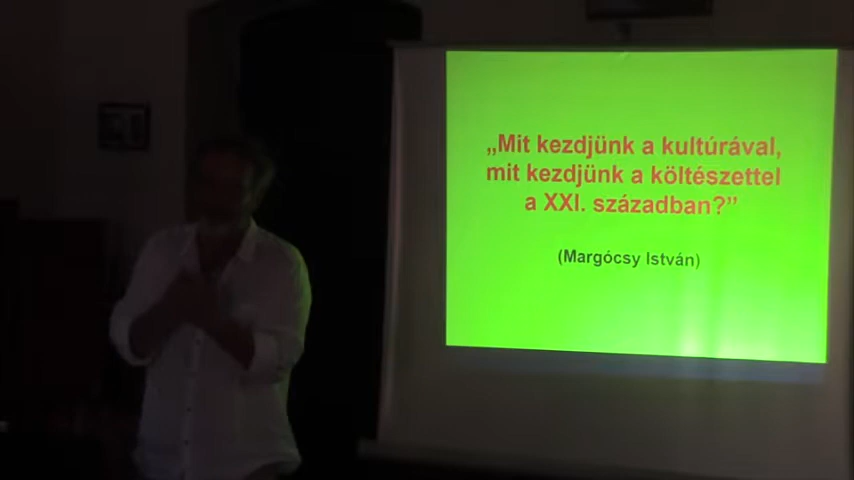 „Mit kezdjünk a kultúrával,
mit kezdjünk a költészettel
a XXI. században?”
(Margócsy István)